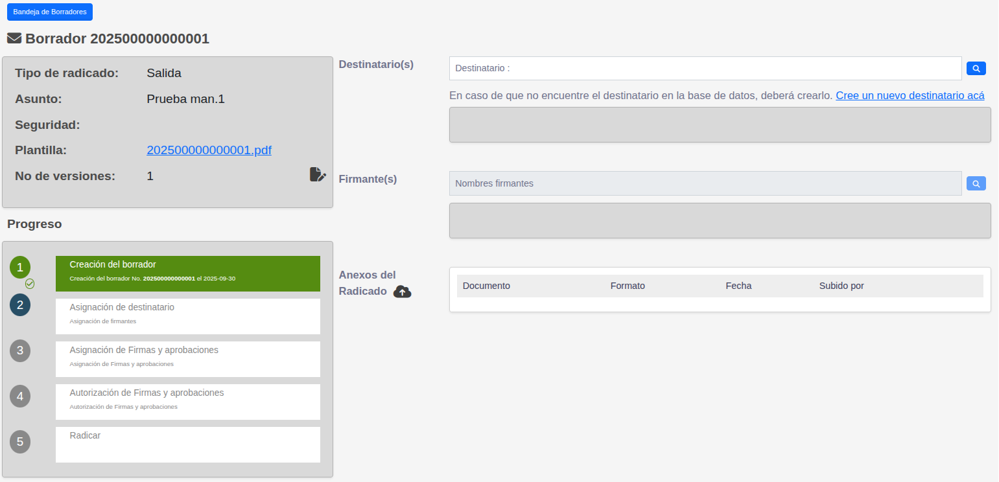 Bandeja de Borradores
Borrador 202500000000001
Tipo de radicado: Salida
Asunto: Prueba man.1
Seguridad:
Plantilla: 202500000000001.pdf
No de versiones: 1
Progreso
1 Creación del borrador
Creación del borrador No. 202500000000001 el 2025-09-30
2 Asignación de destinatario
Asignación de firmantes
3 Asignación de Firmas y aprobaciones
Asignación de Firmas y aprobaciones
4 Autorización de Firmas y aprobaciones
Autorización de Firmas y aprobaciones
5 Radicar
Destinatario(s)
Destinatario :
En caso de que no encuentre el destinatario en la base de datos, deberá crearlo. Cree un nuevo destinatario acá
Firmante(s)
Nombres firmantes
Anexos del
Radicado
Documento Formato Fecha Subido por